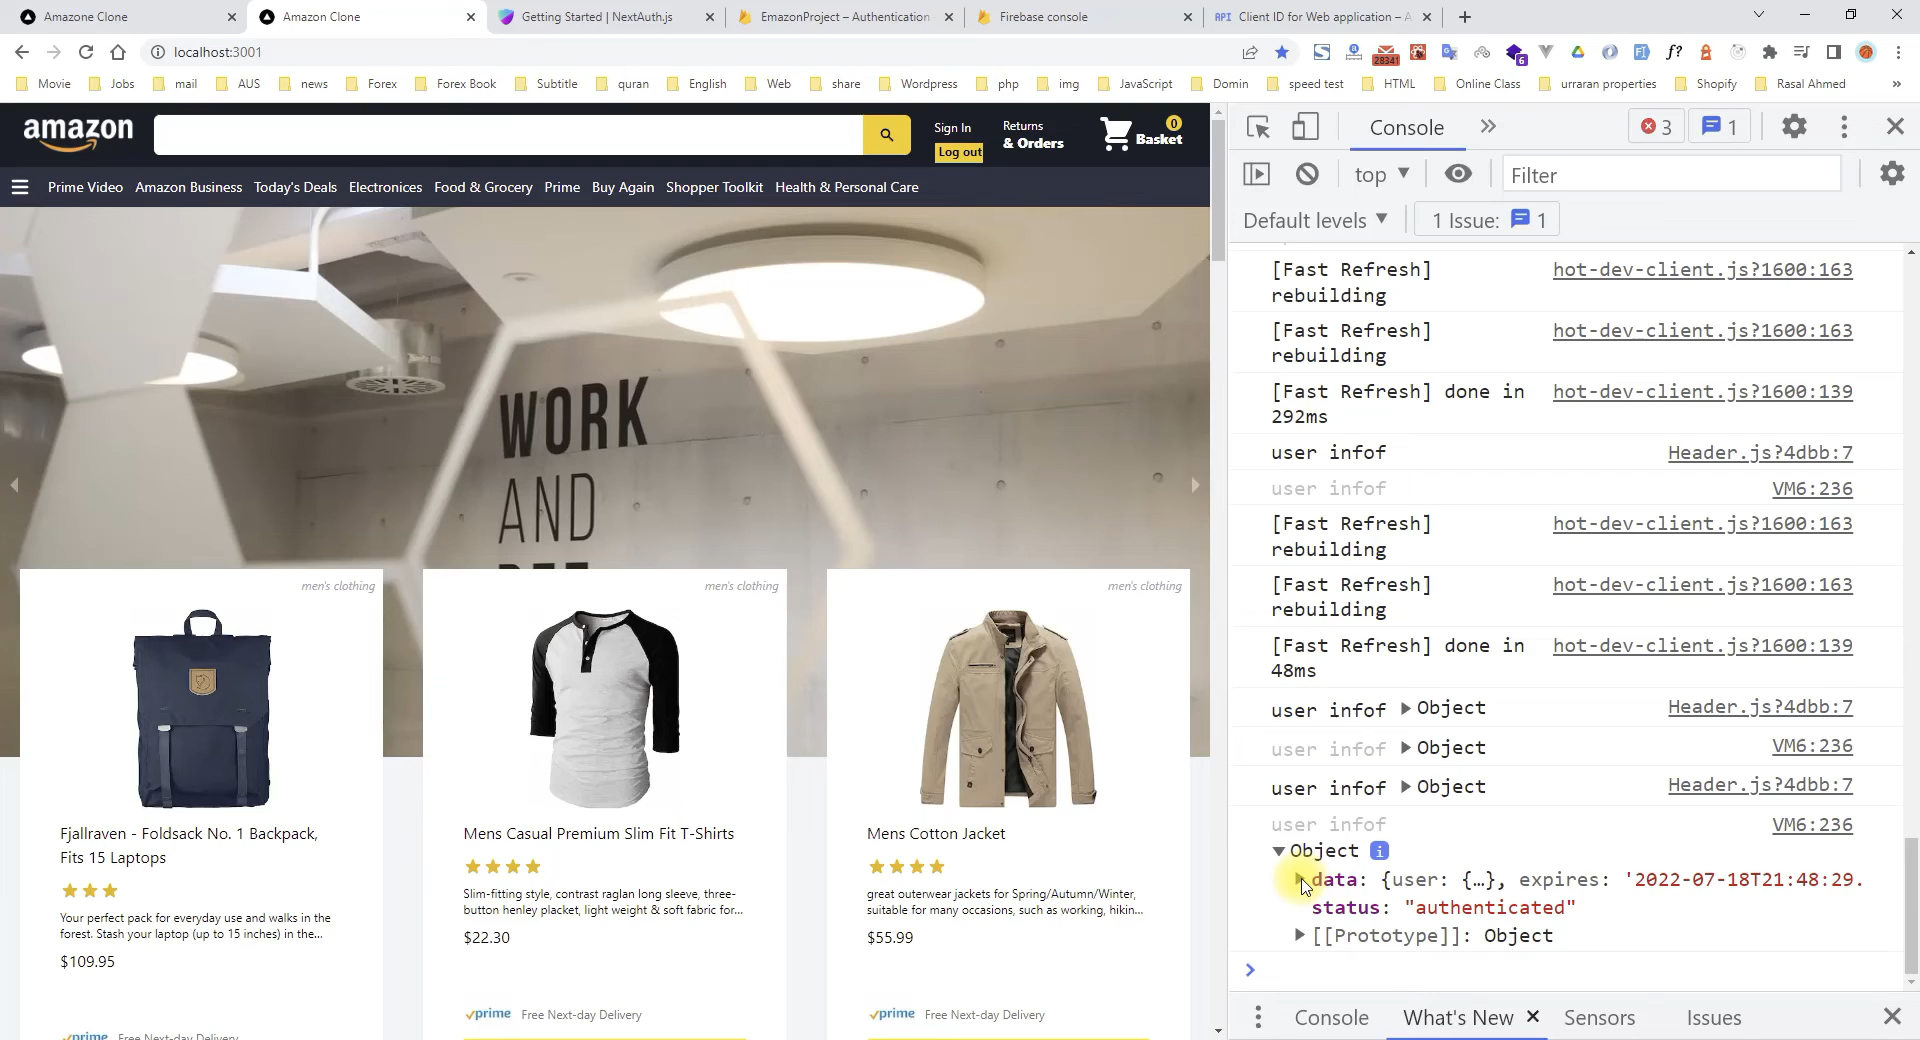 Amazone Clone
Amazon Clone
Getting Started | NextAuth.js
EmazonProject – Authentication -
Firebase console
API Client ID for Web application – A
localhost:3001
28341
f?
6
Movie Jobs mail AUS news Forex Forex Book Subtitle quran English Web share Wordpress php img JavaScript Domin speed test HTML Online Class urraran properties Shopify Rasal Ahmed »
amazon
Sign In
Log out
Returns
& Orders
0
Basket
Prime Video Amazon Business Today's Deals Electronices Food & Grocery Prime Buy Again Shopper Toolkit Health & Personal Care
WORK
AND
men's clothing
Fjallraven - Foldsack No. 1 Backpack,
Fits 15 Laptops
Your perfect pack for everyday use and walks in the
forest. Stash your laptop (up to 15 inches) in the...
$109.95
prime Free Next-day Delivery
men's clothing
Mens Casual Premium Slim Fit T-Shirts
Slim-fitting style, contrast raglan long sleeve, three-
button henley placket, light weight & soft fabric for...
$22.30
prime Free Next-day Delivery
men's clothing
Mens Cotton Jacket
great outerwear jackets for Spring/Autumn/Winter,
suitable for many occasions, such as working, hikin...
$55.99
prime Free Next-day Delivery
Console » 3 1
top Filter
Default levels 1 Issue: 1
[Fast Refresh] hot-dev-client.js?1600:163
rebuilding
[Fast Refresh] hot-dev-client.js?1600:163
rebuilding
[Fast Refresh] done in hot-dev-client.js?1600:139
292ms
user infof Header.js?4dbb:7
user infof VM6:236
[Fast Refresh] hot-dev-client.js?1600:163
rebuilding
[Fast Refresh] hot-dev-client.js?1600:163
rebuilding
[Fast Refresh] done in hot-dev-client.js?1600:139
48ms
user infof Object Header.js?4dbb:7
user infof Object VM6:236
user infof Object Header.js?4dbb:7
user infof VM6:236
Object i
data: {user: {…}, expires: '2022-07-18T21:48:29.
status: "authenticated"
[[Prototype]]: Object
Console What's New Sensors Issues